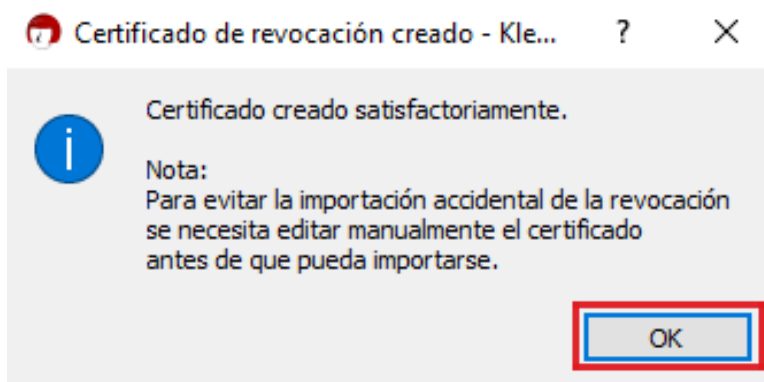 Certificado de revocación creado - Kle...
?
Certificado creado satisfactoriamente.
Nota:
Para evitar la importación accidental de la revocación
se necesita editar manualmente el certificado
antes de que pueda importarse.
OK